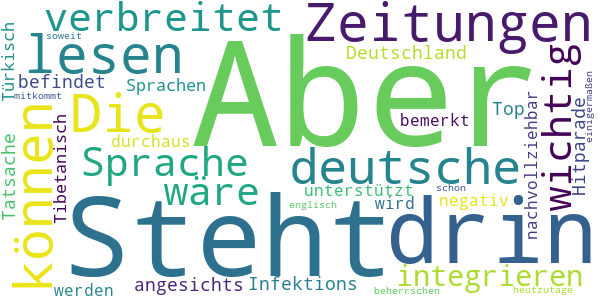 verbreitet
Zeitungen
soweit
Aber
lesen
Türkisch
Deutschland
wichtig
befindet
Sprachen
mitkommt
Die
Top
Hitparade
einigermaßen
bemerkt
nachvollziehbar
können
Tibetanisch
Tatsache
durchaus
Sprache
deutsche
wäre
unterstützt
schon
Steht
drin
wird
negativ
englisch
integrieren
werden
angesichts
Infektions
beherrschen
heutzutage